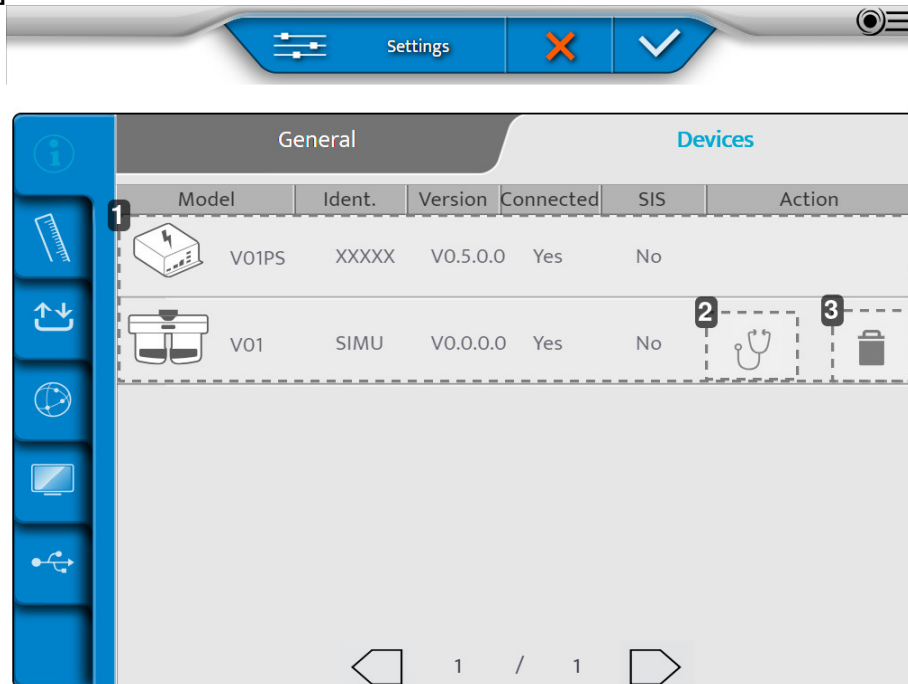 Settings
General Devices
Model Ident. Version Connected SIS Action
1
V01PS XXXXX V0.5.0.0 Yes No
2 3
V01 SIMU V0.0.0.0 Yes No
1 / 1